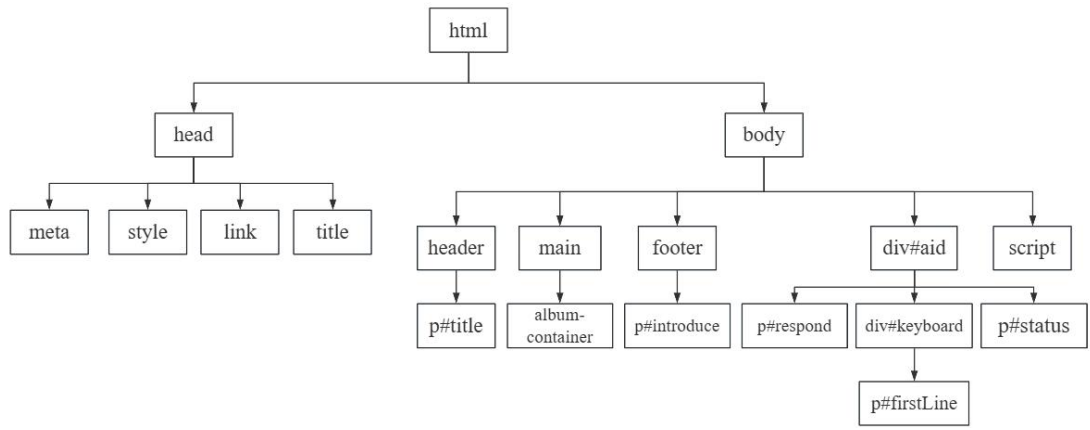 html
head
body
meta
style
link
title
header
main
footer
div#aid
script
p#title
album-
container
p#introduce
p#respond
div#keyboard
p#status
p#firstLine